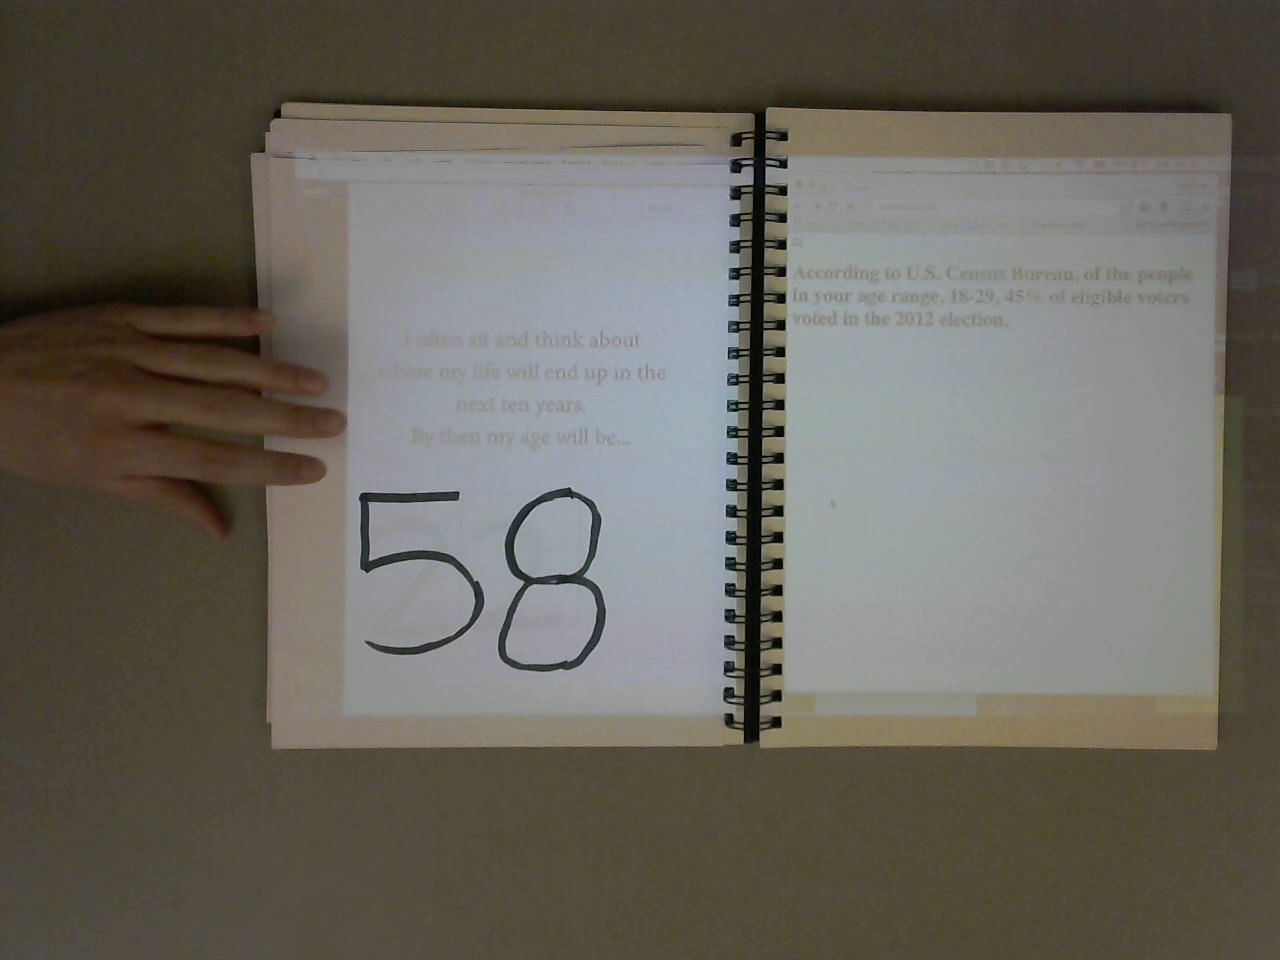 I often sit and think about
where my life will end up in the
next ten years.
By then my age will be...
58
According to U.S. Census Bureau, of the people
in your age range, 18-29, 45% of eligible voters
voted in the 2012 election.